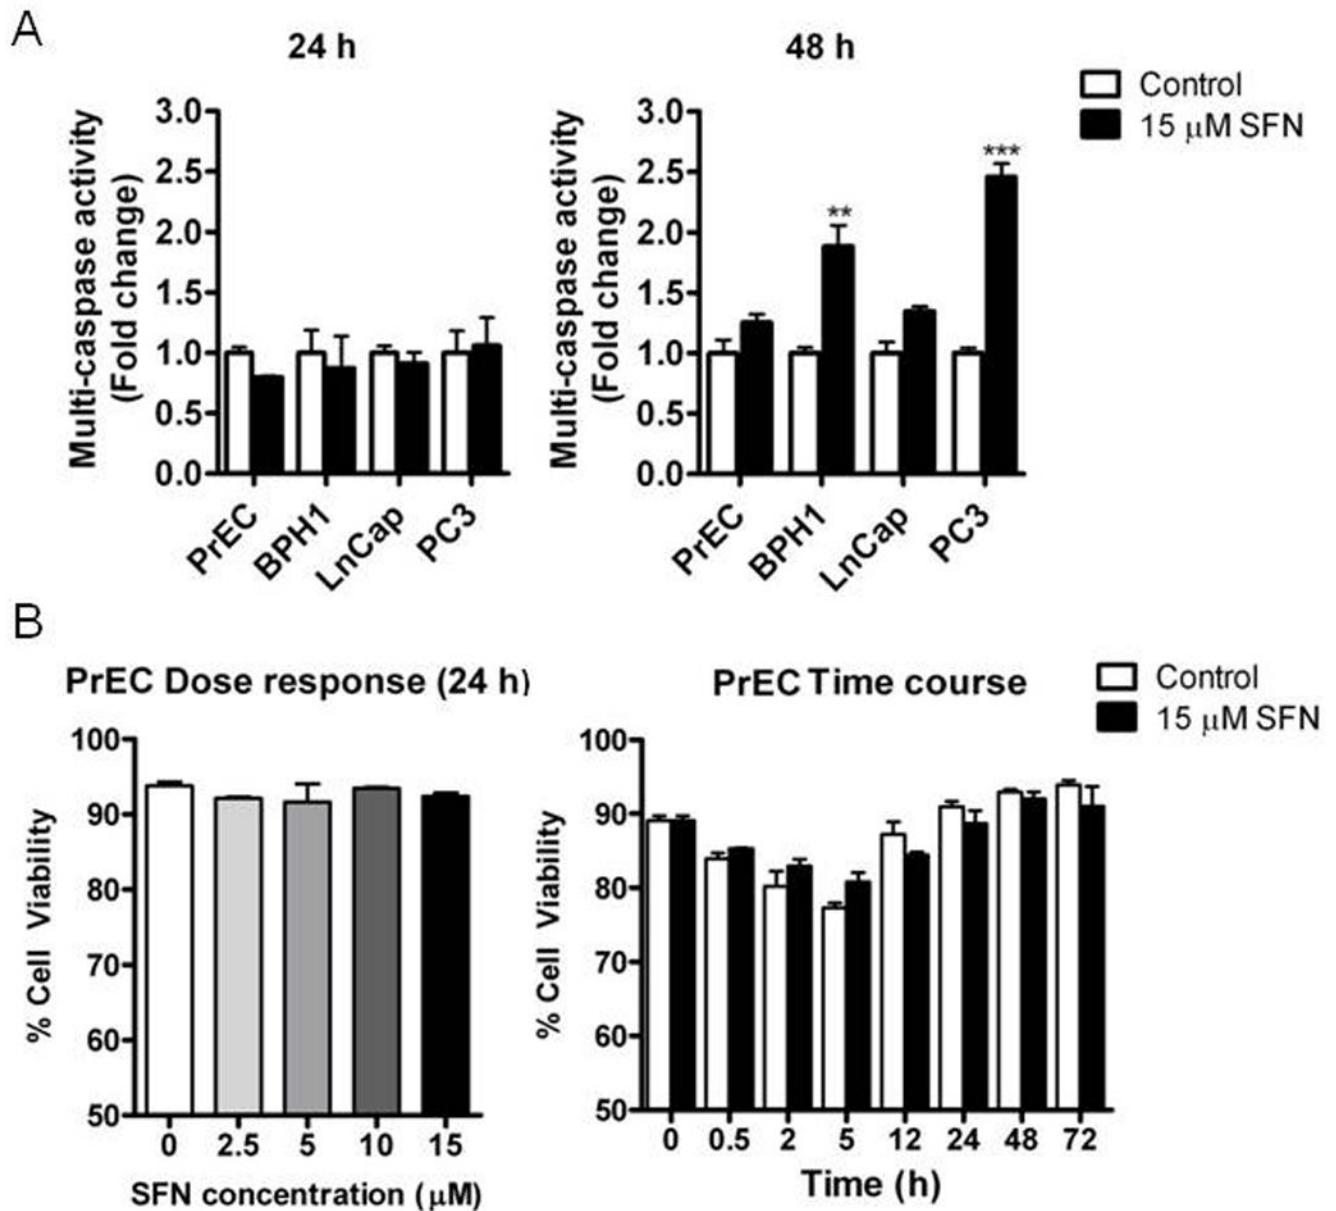 A
24 h
48 h
Control
15 μM SFN
Multi-caspase activity
(Fold change)
3.0
2.5
2.0
1.5
1.0
0.5
0.0
PrEC
BPH1
LnCap
PC3
Multi-caspase activity
(Fold change)
3.0
2.5
2.0
1.5
1.0
0.5
0.0
**
***
PrEC
BPH1
LnCap
PC3
B
PrEC Dose response (24 h)
PrEC Time course
Control
15 μM SFN
% Cell Viability
100
90
80
70
60
50
0 2.5 5 10 15
SFN concentration (μM)
% Cell Viability
100
90
80
70
60
50
0 0.5 2 5 12 24 48 72
Time (h)